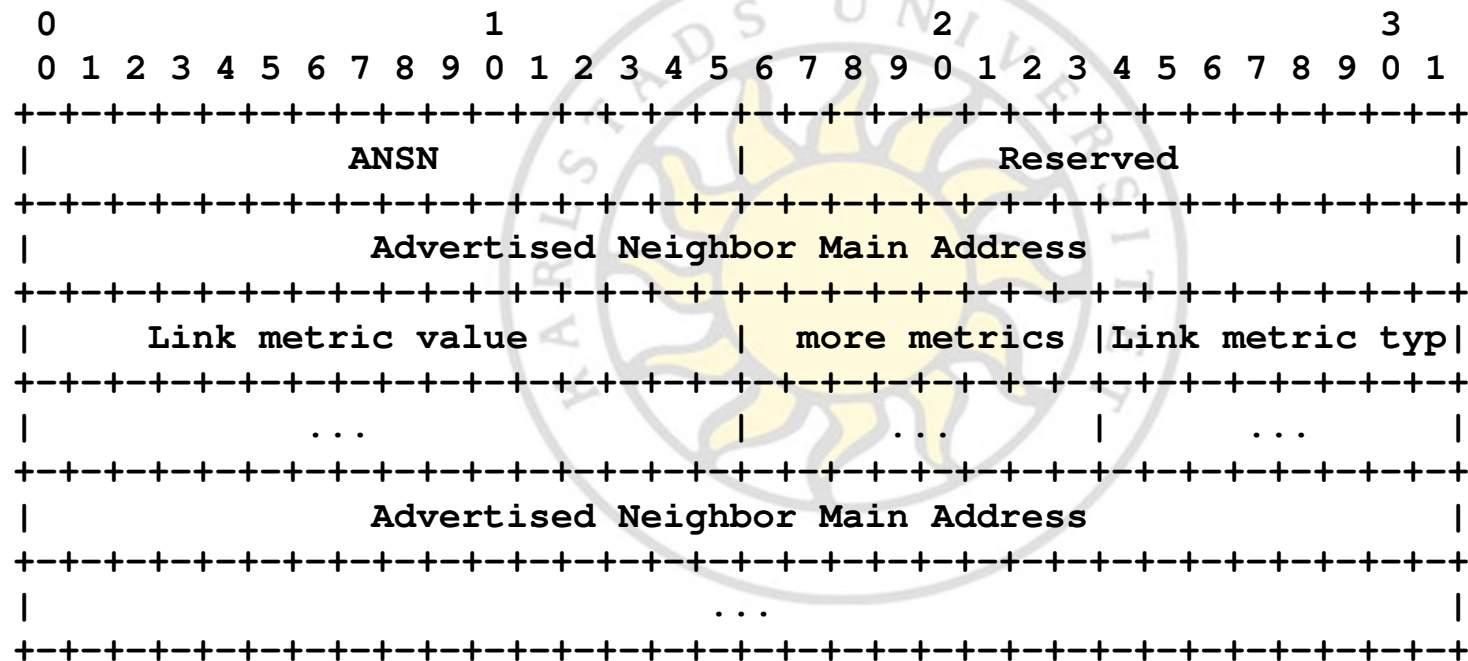 0                   1                   2                   3
0 1 2 3 4 5 6 7 8 9 0 1 2 3 4 5 6 7 8 9 0 1 2 3 4 5 6 7 8 9 0 1
+-+-+-+-+-+-+-+-+-+-+-+-+-+-+-+-+-+-+-+-+-+-+-+-+-+-+-+-+-+-+-+-+
| ANSN | Reserved |
+-+-+-+-+-+-+-+-+-+-+-+-+-+-+-+-+-+-+-+-+-+-+-+-+-+-+-+-+-+-+-+-+
| Advertised Neighbor Main Address |
+-+-+-+-+-+-+-+-+-+-+-+-+-+-+-+-+-+-+-+-+-+-+-+-+-+-+-+-+-+-+-+-+
| Link metric value | more metrics |Link metric typ|
+-+-+-+-+-+-+-+-+-+-+-+-+-+-+-+-+-+-+-+-+-+-+-+-+-+-+-+-+-+-+-+-+
| ... | ... | ... |
+-+-+-+-+-+-+-+-+-+-+-+-+-+-+-+-+-+-+-+-+-+-+-+-+-+-+-+-+-+-+-+-+
| Advertised Neighbor Main Address |
+-+-+-+-+-+-+-+-+-+-+-+-+-+-+-+-+-+-+-+-+-+-+-+-+-+-+-+-+-+-+-+-+
| ... |
+-+-+-+-+-+-+-+-+-+-+-+-+-+-+-+-+-+-+-+-+-+-+-+-+-+-+-+-+-+-+-+-+
KARLSTADS UNIVERSITET